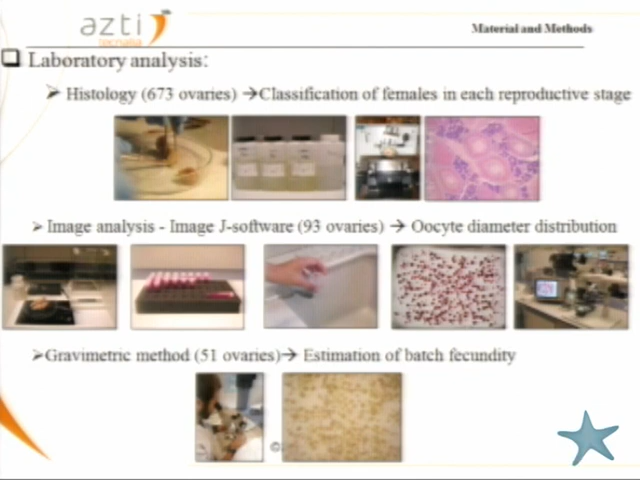 azti
tecnalia
Material and Methods
Laboratory analysis:
Histology (673 ovaries) →Classification of females in each reproductive stage
Image analysis - Image J-software (93 ovaries) → Oocyte diameter distribution
Gravimetric method (51 ovaries)→ Estimation of batch fecundity